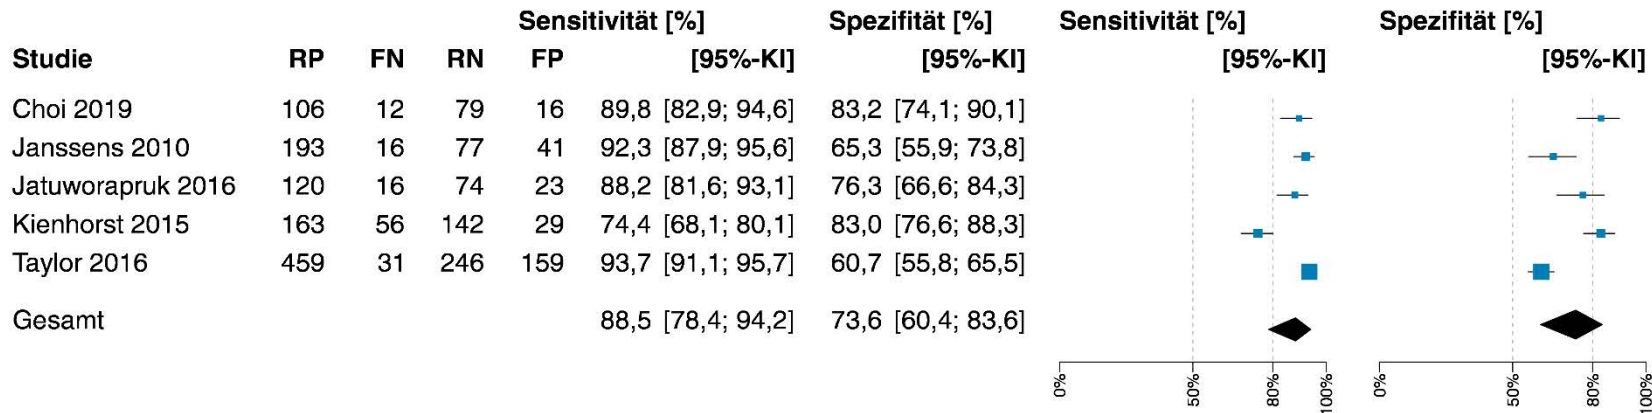 Sensitivität [%] Spezifität [%] Sensitivität [%] Spezifität [%]
Studie RP FN RN FP [95%-KI] [95%-KI] [95%-KI] [95%-KI]
Choi 2019 106 12 79 16 89,8 [82,9; 94,6] 83,2 [74,1; 90,1]
Janssens 2010 193 16 77 41 92,3 [87,9; 95,6] 65,3 [55,9; 73,8]
Jatuworapruk 2016 120 16 74 23 88,2 [81,6; 93,1] 76,3 [66,6; 84,3]
Kienhorst 2015 163 56 142 29 74,4 [68,1; 80,1] 83,0 [76,6; 88,3]
Taylor 2016 459 31 246 159 93,7 [91,1; 95,7] 60,7 [55,8; 65,5]
Gesamt 88,5 [78,4; 94,2] 73,6 [60,4; 83,6]
0% 50% 80% 100% 0% 50% 80% 100%